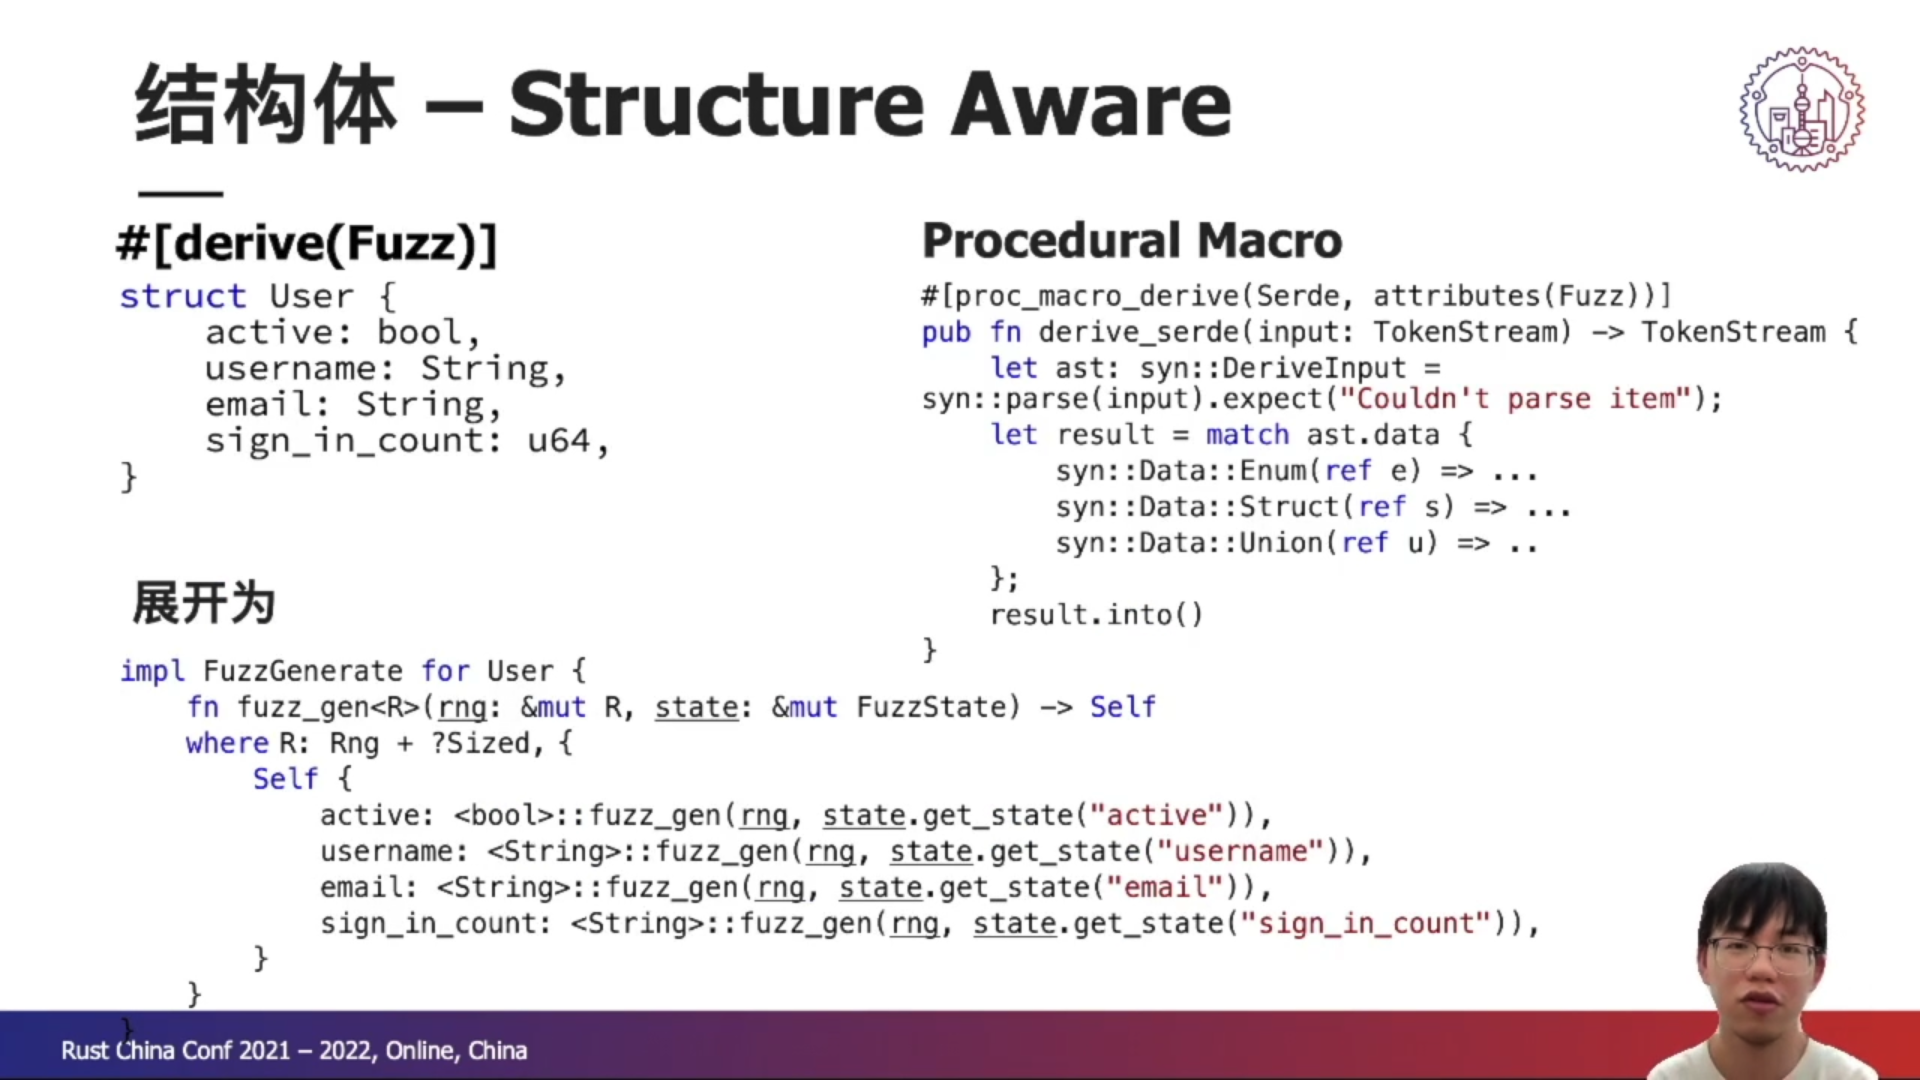 结构体 – Structure Aware
#[derive(Fuzz)]
struct User {
active: bool,
username: String,
email: String,
sign_in_count: u64,
}
展开为
impl FuzzGenerate for User {
fn fuzz_gen<R>(rng: &mut R, state: &mut FuzzState) -> Self
where R: Rng + ?Sized, {
Self {
active: <bool>::fuzz_gen(rng, state.get_state("active")),
username: <String>::fuzz_gen(rng, state.get_state("username")),
email: <String>::fuzz_gen(rng, state.get_state("email")),
sign_in_count: <String>::fuzz_gen(rng, state.get_state("sign_in_count")),
}
}
}
Procedural Macro
#[proc_macro_derive(Serde, attributes(Fuzz))]
pub fn derive_serde(input: TokenStream) -> TokenStream {
let ast: syn::DeriveInput =
syn::parse(input).expect("Couldn't parse item");
let result = match ast.data {
syn::Data::Enum(ref e) => ...
syn::Data::Struct(ref s) => ...
syn::Data::Union(ref u) => ..
};
result.into()
}
Rust China Conf 2021 – 2022, Online, China